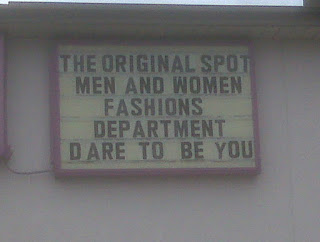 THE ORIGINAL SPOT
MEN AND WOMEN
FASHIONS
DEPARTMENT
DARE TO BE YOU